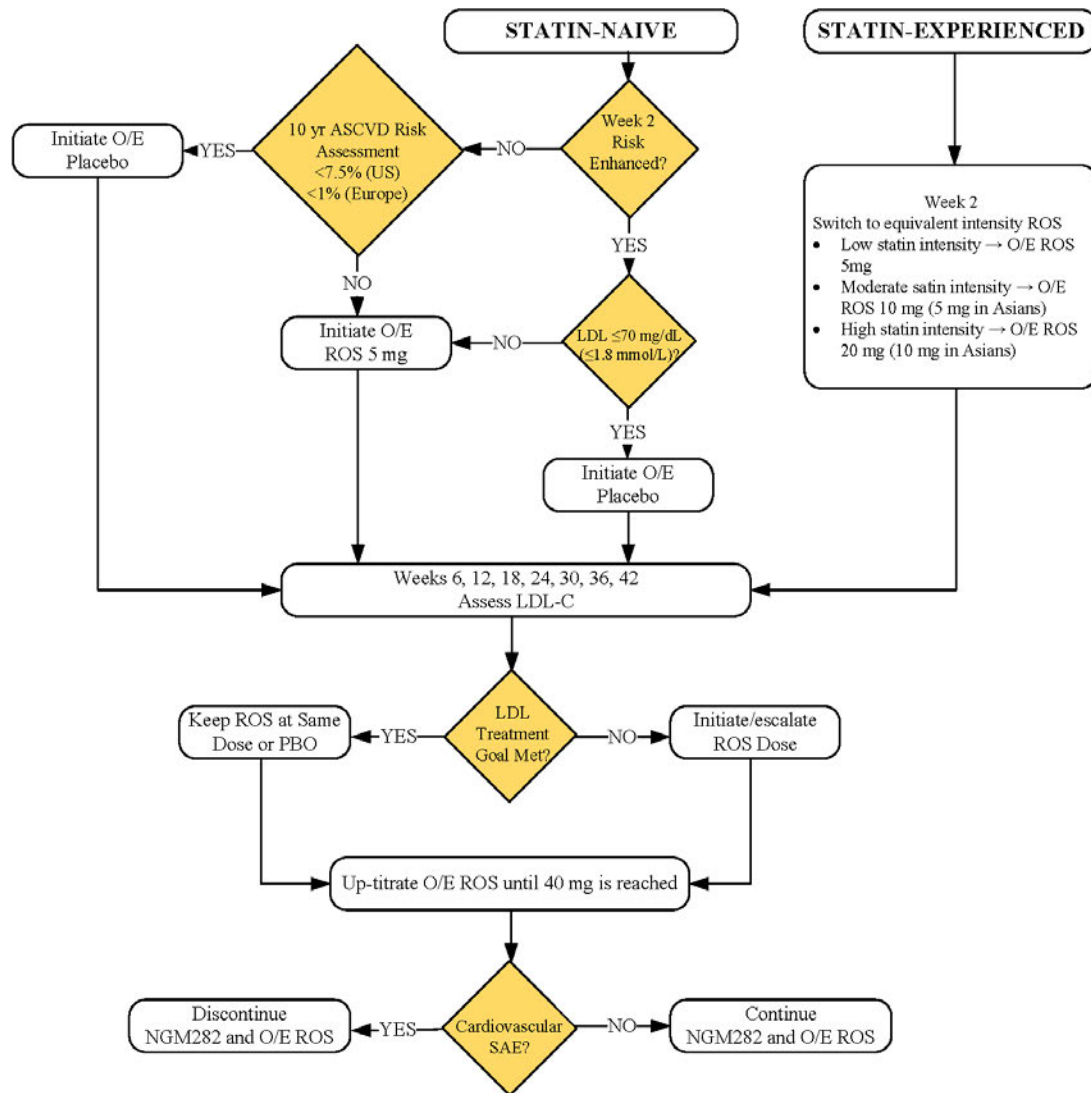 STATIN-NAIVE
STATIN-EXPERIENCED
Initiate O/E
Placebo
YES
10 yr ASCVD Risk
Assessment
<7.5% (US)
<1% (Europe)
NO
Week 2
Risk
Enhanced?
Week 2
Switch to equivalent intensity ROS
• Low statin intensity → O/E ROS
5mg
• Moderate satin intensity → O/E
ROS 10 mg (5 mg in Asians)
• High statin intensity → O/E ROS
20 mg (10 mg in Asians)
YES
NO
Initiate O/E
ROS 5 mg
NO
LDL ≤70 mg/dL
(≤1.8 mmol/L)?
YES
Initiate O/E
Placebo
Weeks 6, 12, 18, 24, 30, 36, 42
Assess LDL-C
Keep ROS at Same
Dose or PBO
YES
LDL
Treatment
Goal Met?
NO
Initiate/escalate
ROS Dose
Up-titrate O/E ROS until 40 mg is reached
Discontinue
NGM282 and O/E ROS
YES
Cardiovascular
SAE?
NO
Continue
NGM282 and O/E ROS